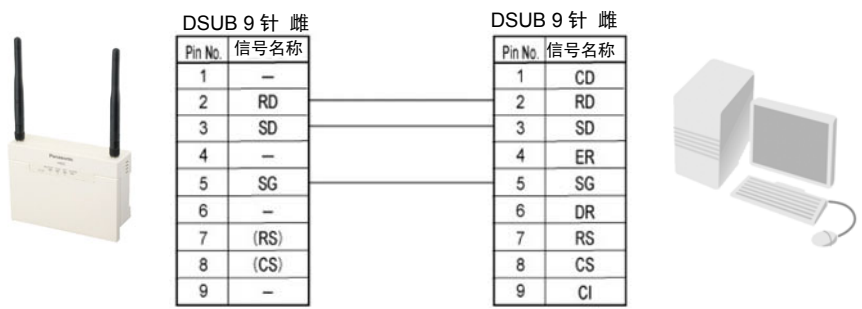 DSUB 9 针 雌
Pin No. 信号名称
1 –
2 RD
3 SD
4 –
5 SG
6 –
7 (RS)
8 (CS)
9 –
DSUB 9 针 雌
Pin No. 信号名称
1 CD
2 RD
3 SD
4 ER
5 SG
6 DR
7 RS
8 CS
9 CI
Panasonic